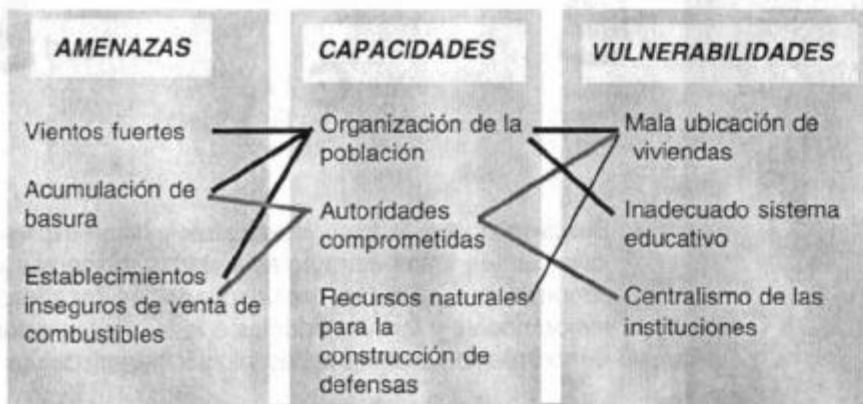 AMENAZAS
Vientos fuertes
Acumulación de
basura
Establecimientos
inseguros de venta de
combustibles
CAPACIDADES
Organización de la
población
Autoridades
comprometidas
Recursos naturales
para la
construcción de
defensas
VULNERABILIDADES
Mala ubicación de
viviendas
Inadecuado sistema
educativo
Centralismo de las
instituciones